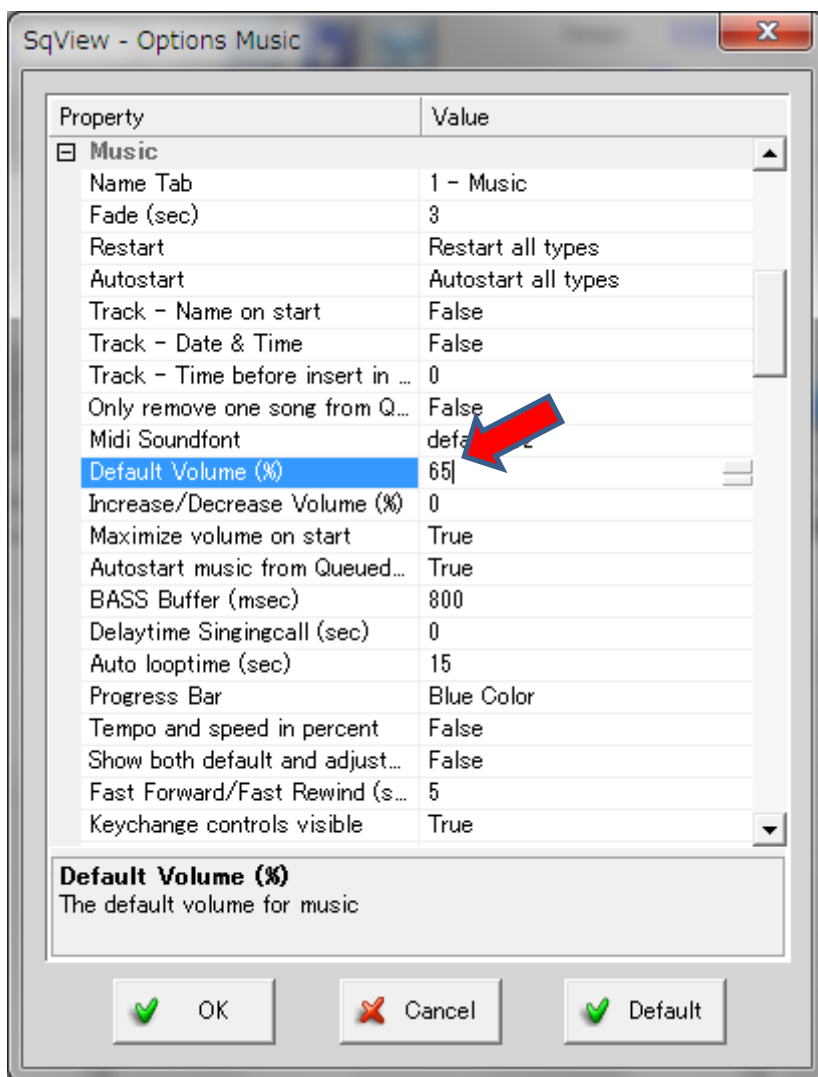 SqView - Options Music
Property Value
Music
Name Tab 1 - Music
Fade (sec) 3
Restart Restart all types
Autostart Autostart all types
Track - Name on start False
Track - Date & Time False
Track - Time before insert in ... 0
Only remove one song from Q... False
Midi Soundfont
Default Volume (%) 65
Increase/Decrease Volume (%) 0
Maximize volume on start True
Autostart music from Queued... True
BASS Buffer (msec) 800
Delaytime Singingcall (sec) 0
Auto looptime (sec) 15
Progress Bar Blue Color
Tempo and speed in percent False
Show both default and adjust... False
Fast Forward/Fast Rewind (s... 5
Keychange controls visible True
Default Volume (%)
The default volume for music
OK Cancel Default